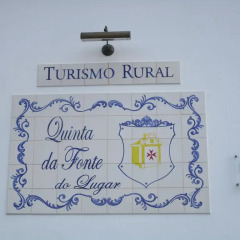 TURISMO RURAL
Quinta
da Fonte
do Lugar